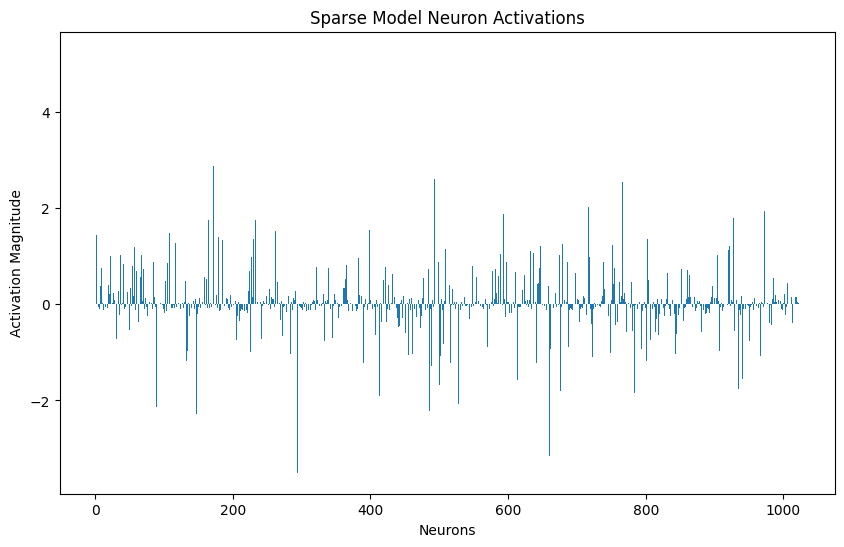 Sparse Model Neuron Activations
Activation Magnitude
4
2
0
−2
0 200 400 600 800 1000
Neurons